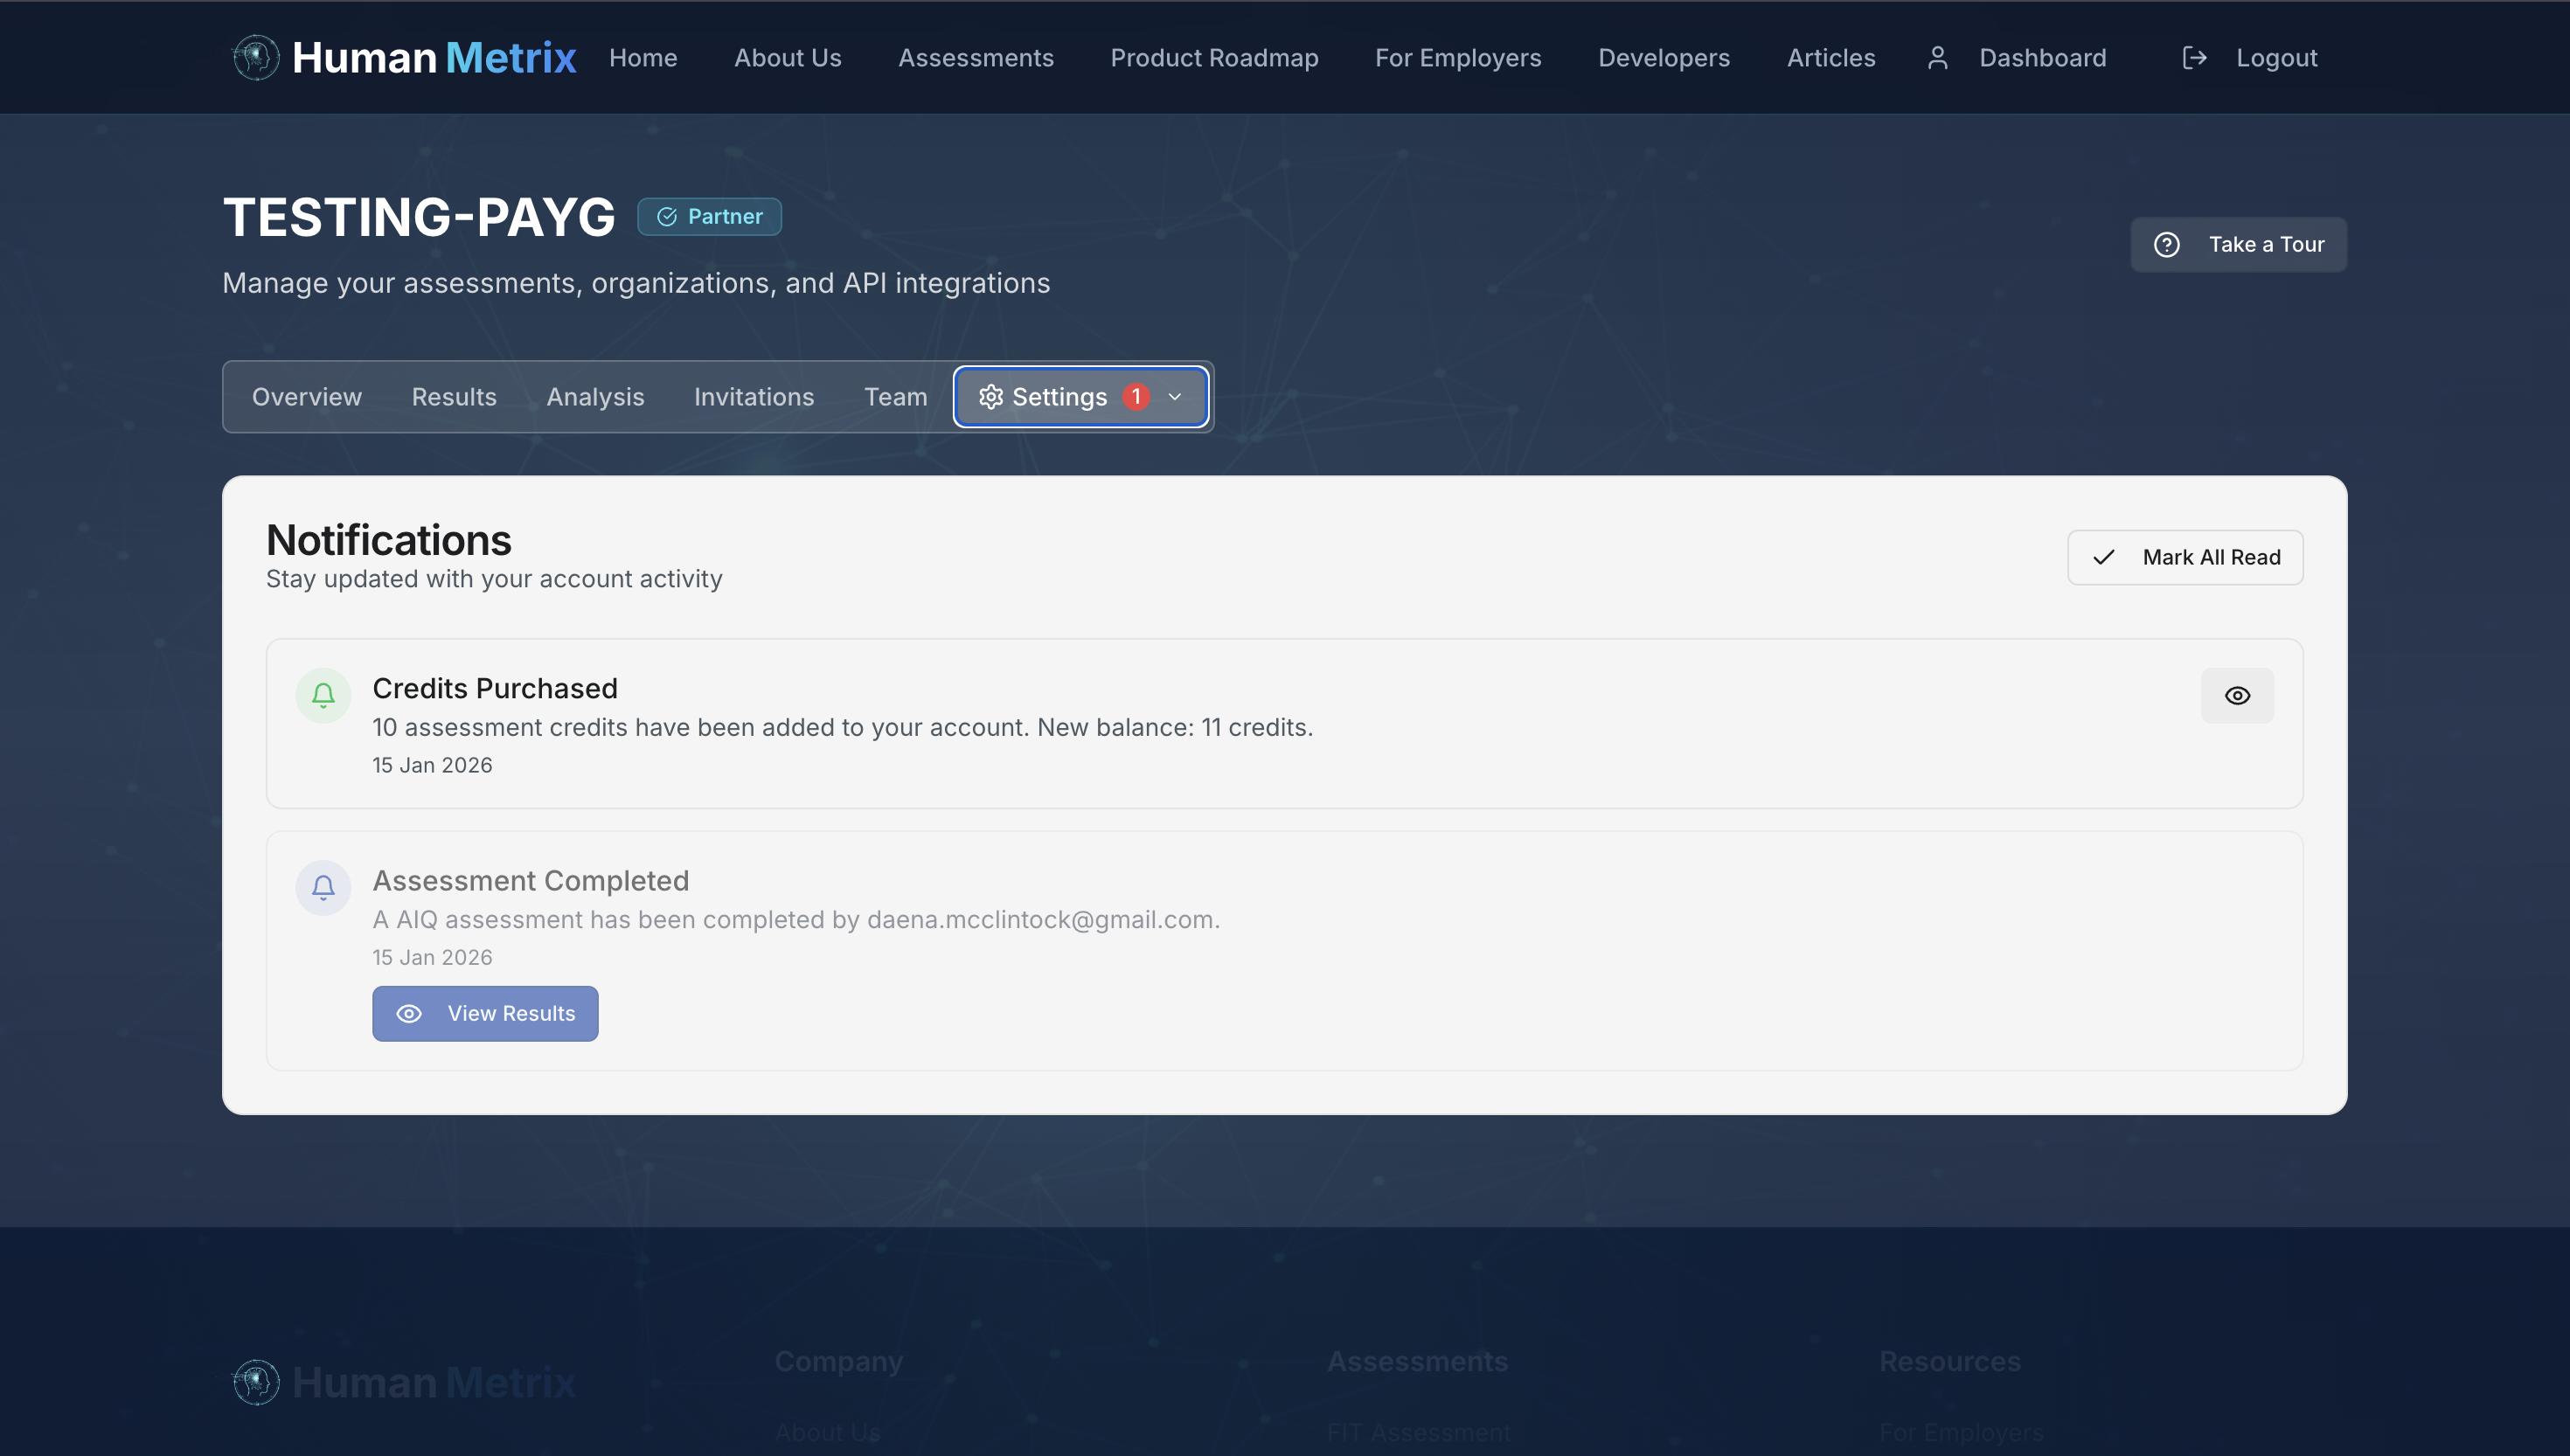 Human Metrix
Home
About Us
Assessments
Product Roadmap
For Employers
Developers
Articles
Dashboard
Logout
TESTING-PAYG
Partner
Manage your assessments, organizations, and API integrations
Take a Tour
Overview
Results
Analysis
Invitations
Team
Settings
1
Notifications
Stay updated with your account activity
Mark All Read
Credits Purchased
10 assessment credits have been added to your account. New balance: 11 credits.
15 Jan 2026
Assessment Completed
A AIQ assessment has been completed by daena.mcclintock@gmail.com.
15 Jan 2026
View Results
Human Metrix
Company
Assessments
Resources
About Us
FIT Assessment
For Employers